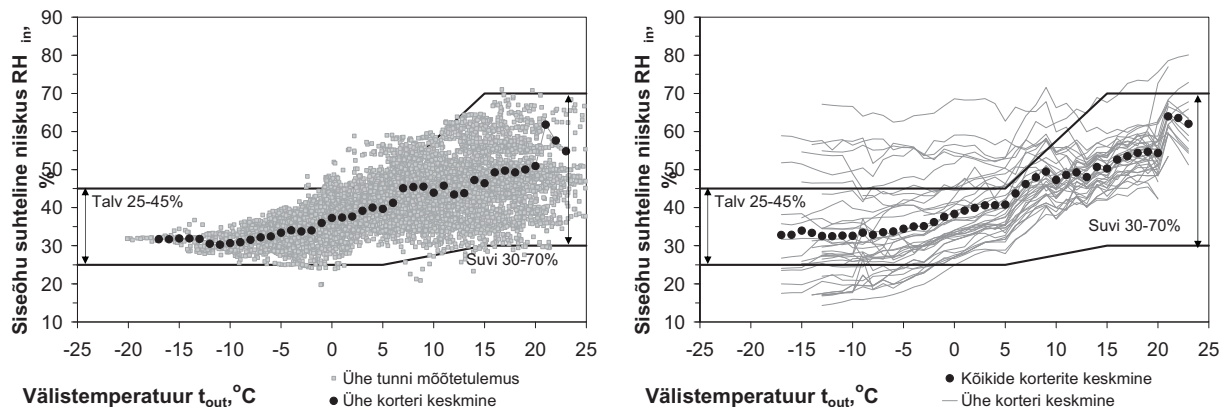 90
80
70
60
50
40
30
20
10
Siseõhu suhteline niiskus RH in, %
Talv 25-45%
Suvi 30-70%
-25 -20 -15 -10 -5 0 5 10 15 20 25
Välistemperatuur tout,oC
Ühe tunni mõõtetulemus
Ühe korteri keskmine
90
80
70
60
50
40
30
20
10
Siseõhu suhteline niiskus RH in, %
Talv 25-45%
Suvi 30-70%
-25 -20 -15 -10 -5 0 5 10 15 20 25
Välistemperatuur tout,oC
Kõikide korterite keskmine
Ühe korteri keskmine